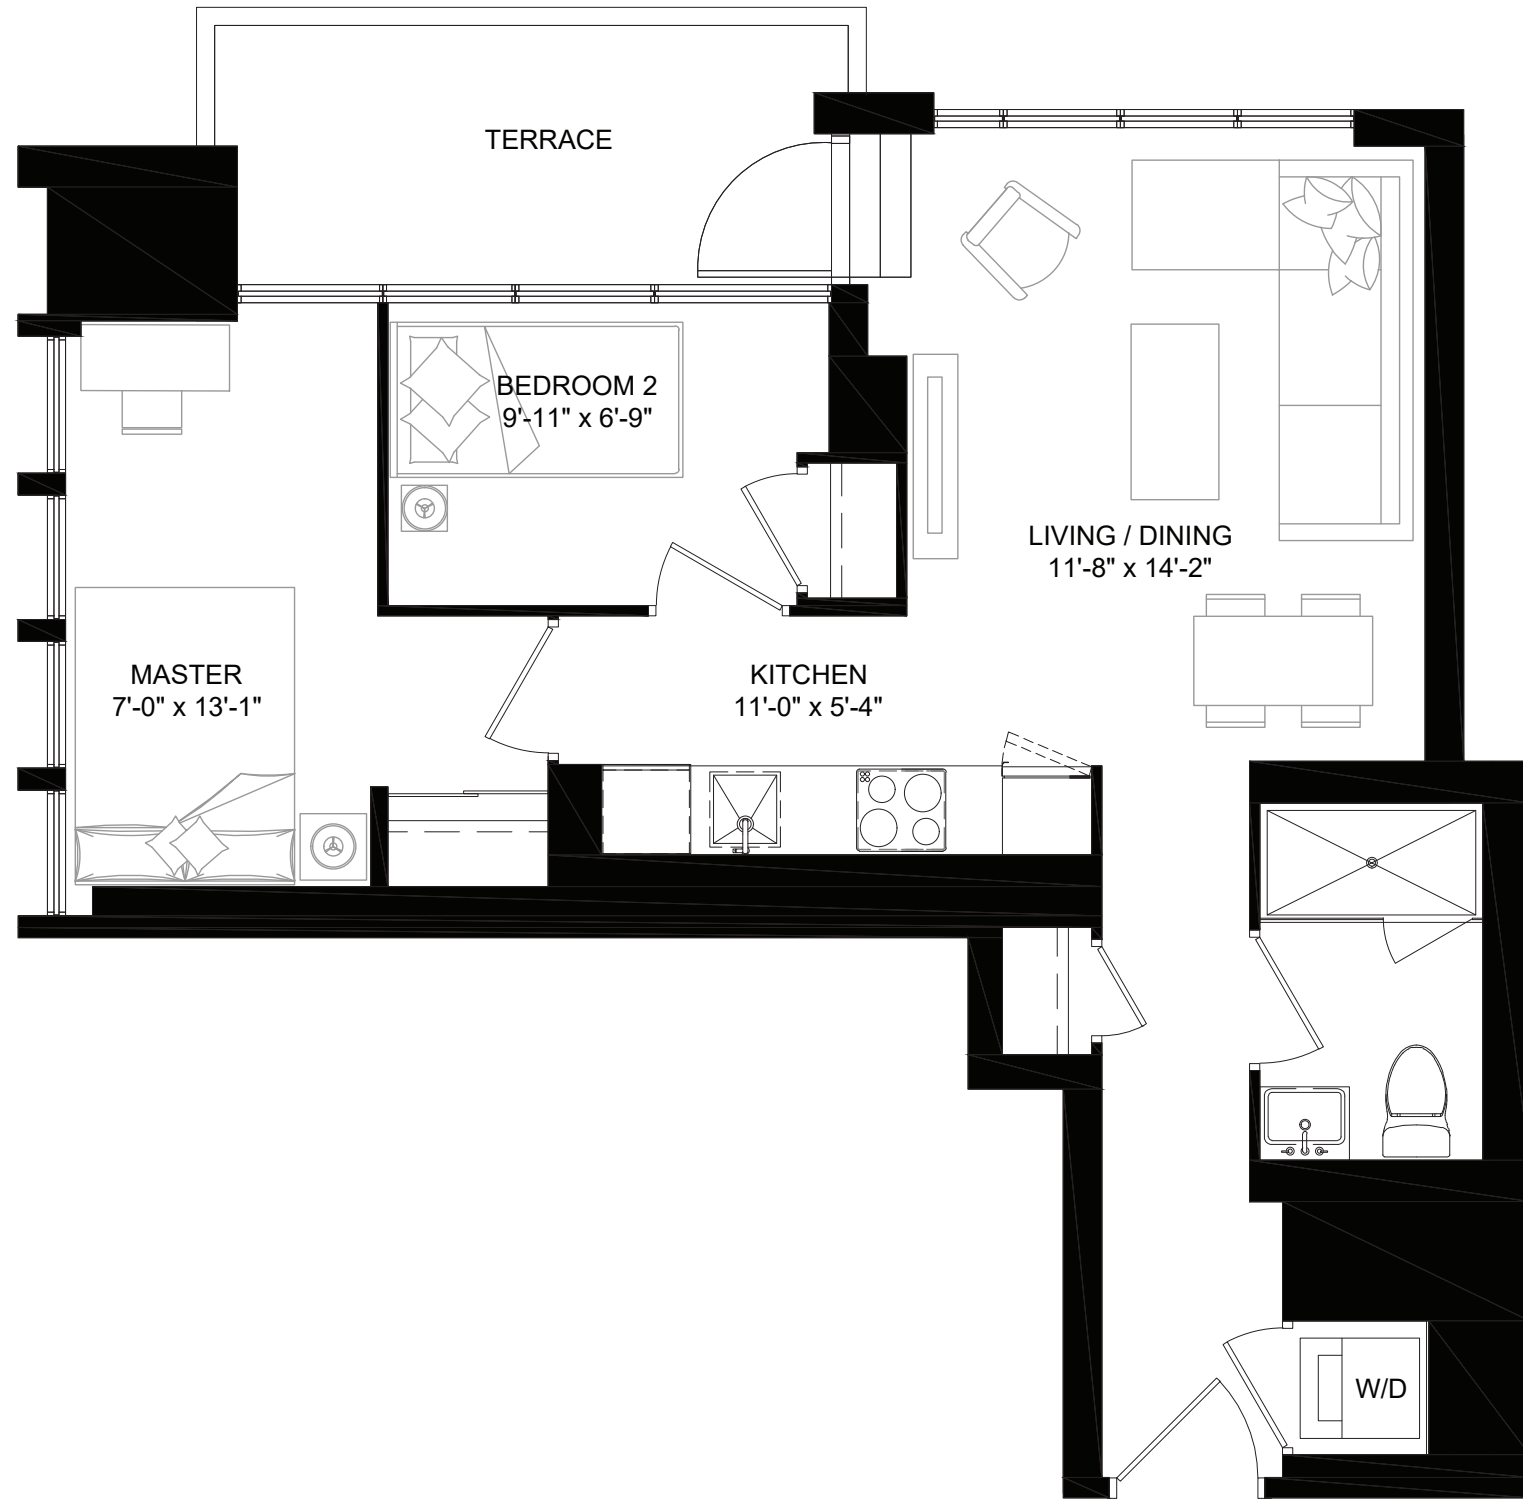 TERRACE
BEDROOM 2
9'-11" x 6'-9"
LIVING / DINING
11'-8" x 14'-2"
MASTER
7'-0" x 13'-1"
KITCHEN
11'-0" x 5'-4"
W/D